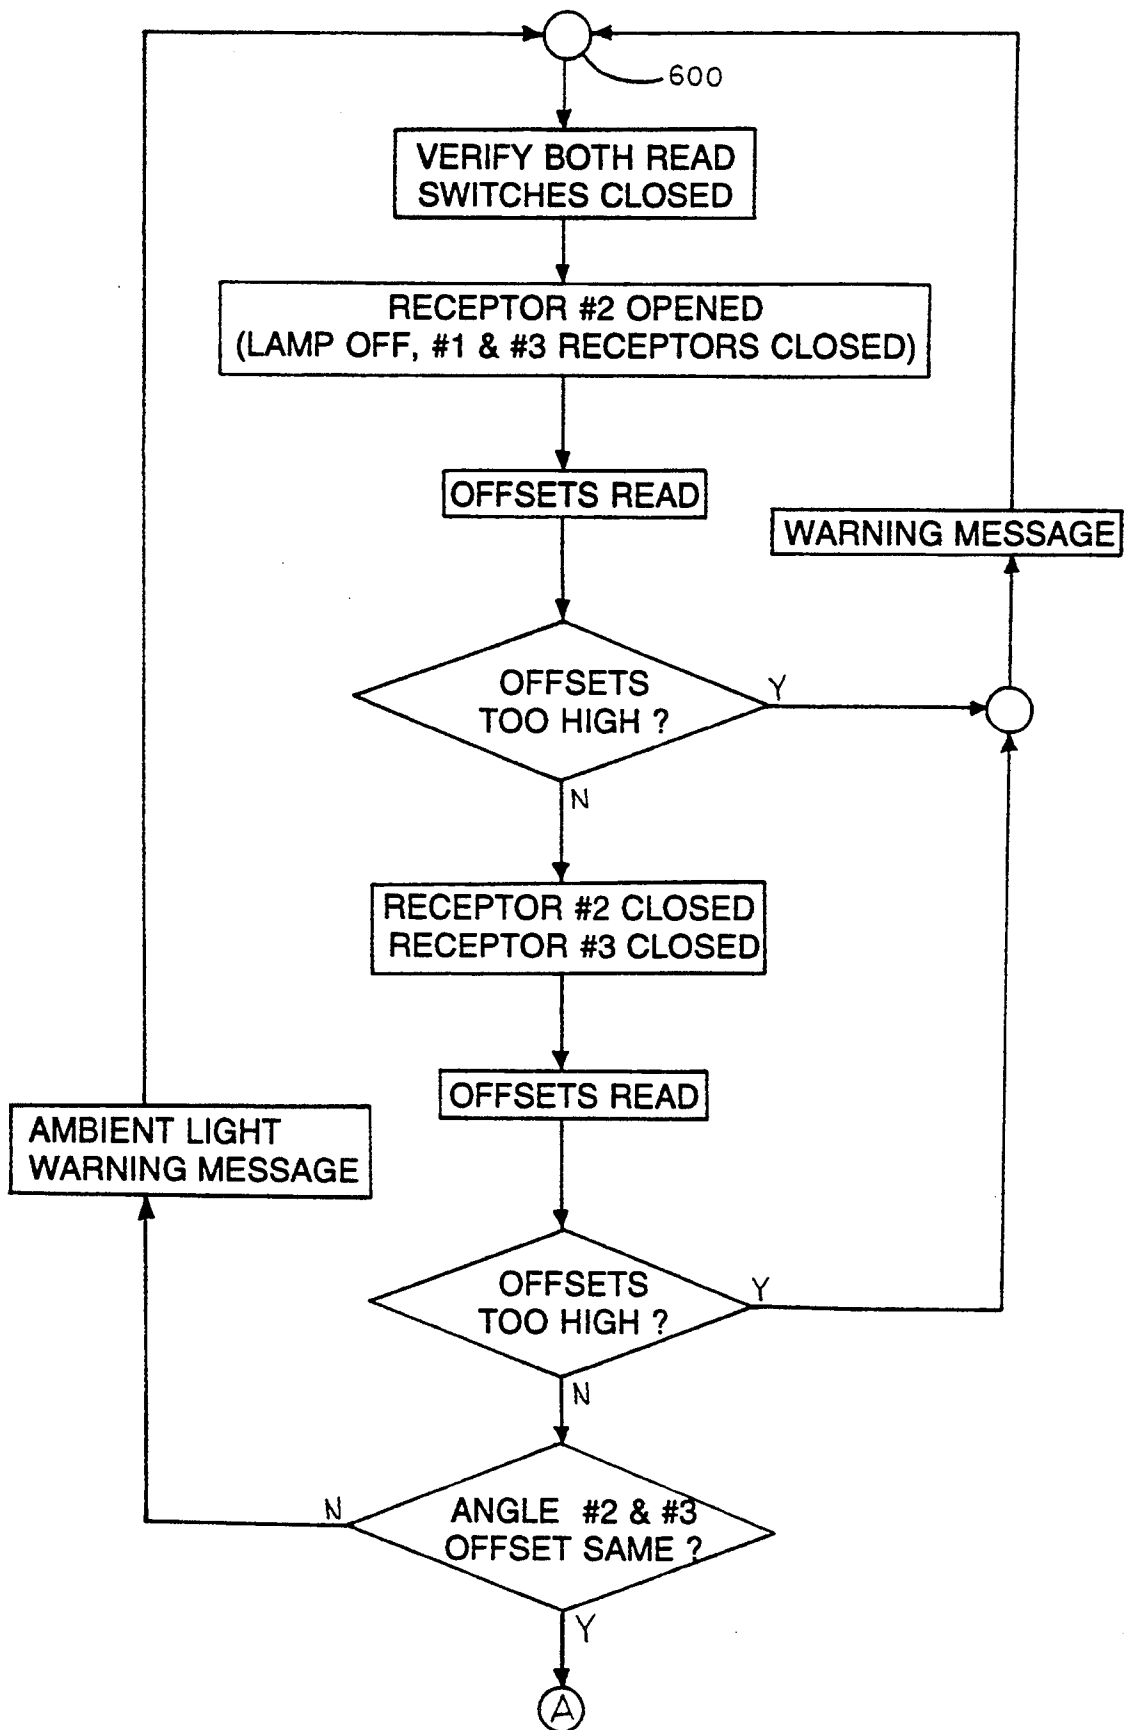 600
VERIFY BOTH READ
SWITCHES CLOSED
RECEPTOR #2 OPENED
(LAMP OFF, #1 & #3 RECEPTORS CLOSED)
OFFSETS READ
WARNING MESSAGE
OFFSETS
TOO HIGH ?
Y
N
RECEPTOR #2 CLOSED
RECEPTOR #3 CLOSED
OFFSETS READ
AMBIENT LIGHT
WARNING MESSAGE
OFFSETS
TOO HIGH ?
Y
N
ANGLE #2 & #3
OFFSET SAME ?
N
Y
A